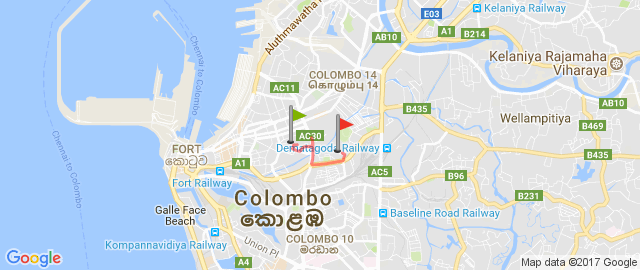 E03
Kelaniya Railway
A1
B214
AB10
Aluthmawatha R
Kelaniya Rajamaha
Viharaya
Chennai to Colombo
COLOMBO 14
கொழும்பு 14
AC11
AB10
B435
Wellampitiya
B469
B435
AC30
Dematagoda Railway
FORT
කොටුව
A1
Fort Railway
AC5
B96
B231
Chennai to Colombo
Colombo
කොළඹ
Galle Face
Beach
Baseline Road Railway
Kompannavidiya Railway
Union Pl
COLOMBO 10
මරදාන
Google
Map data ©2017 Google